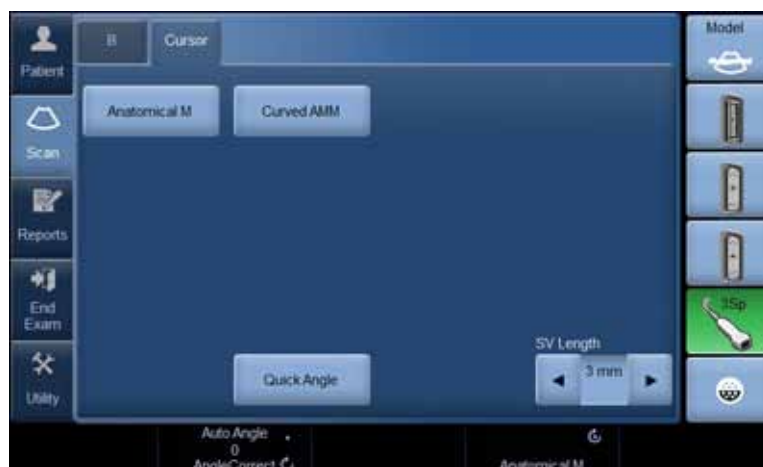 Patient
Scan
Reports
End
Exam
Utility
B
Cursor
Anatomical M
Curved AMM
Quick Angle
SV Length
3 mm
Model
3Sp
Auto Angle
0
AngleCorrect
Anatomical M